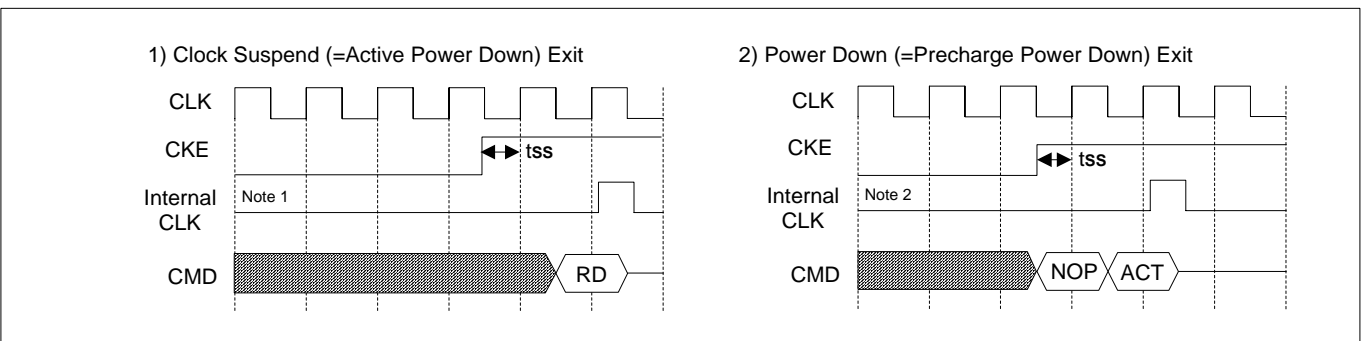 1) Clock Suspend (=Active Power Down) Exit
CLK
CKE
tss
Internal
CLK
Note 1
CMD
RD
2) Power Down (=Precharge Power Down) Exit
CLK
CKE
tss
Internal
CLK
Note 2
CMD
NOP
ACT